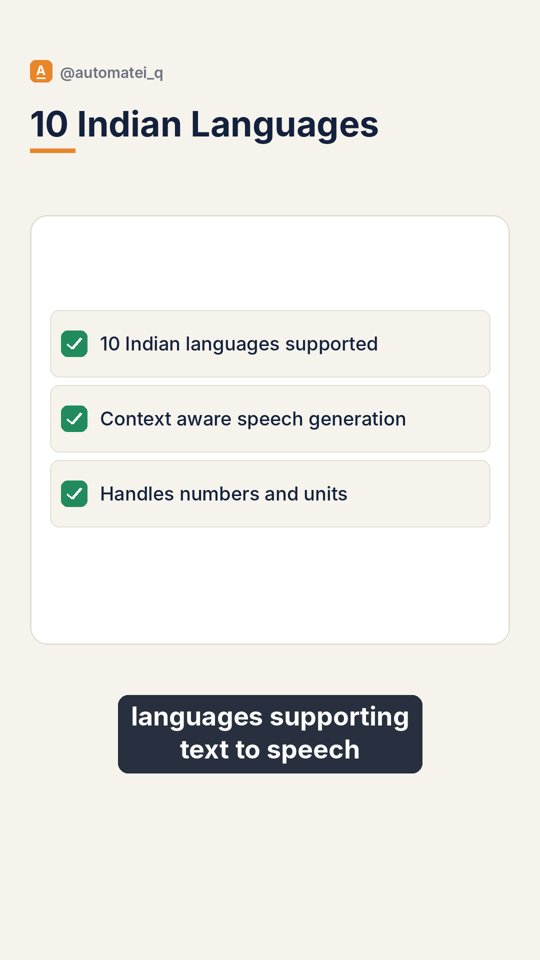 A
@automatei_q
10 Indian Languages
10 Indian languages supported
Context aware speech generation
Handles numbers and units
languages supporting
text to speech